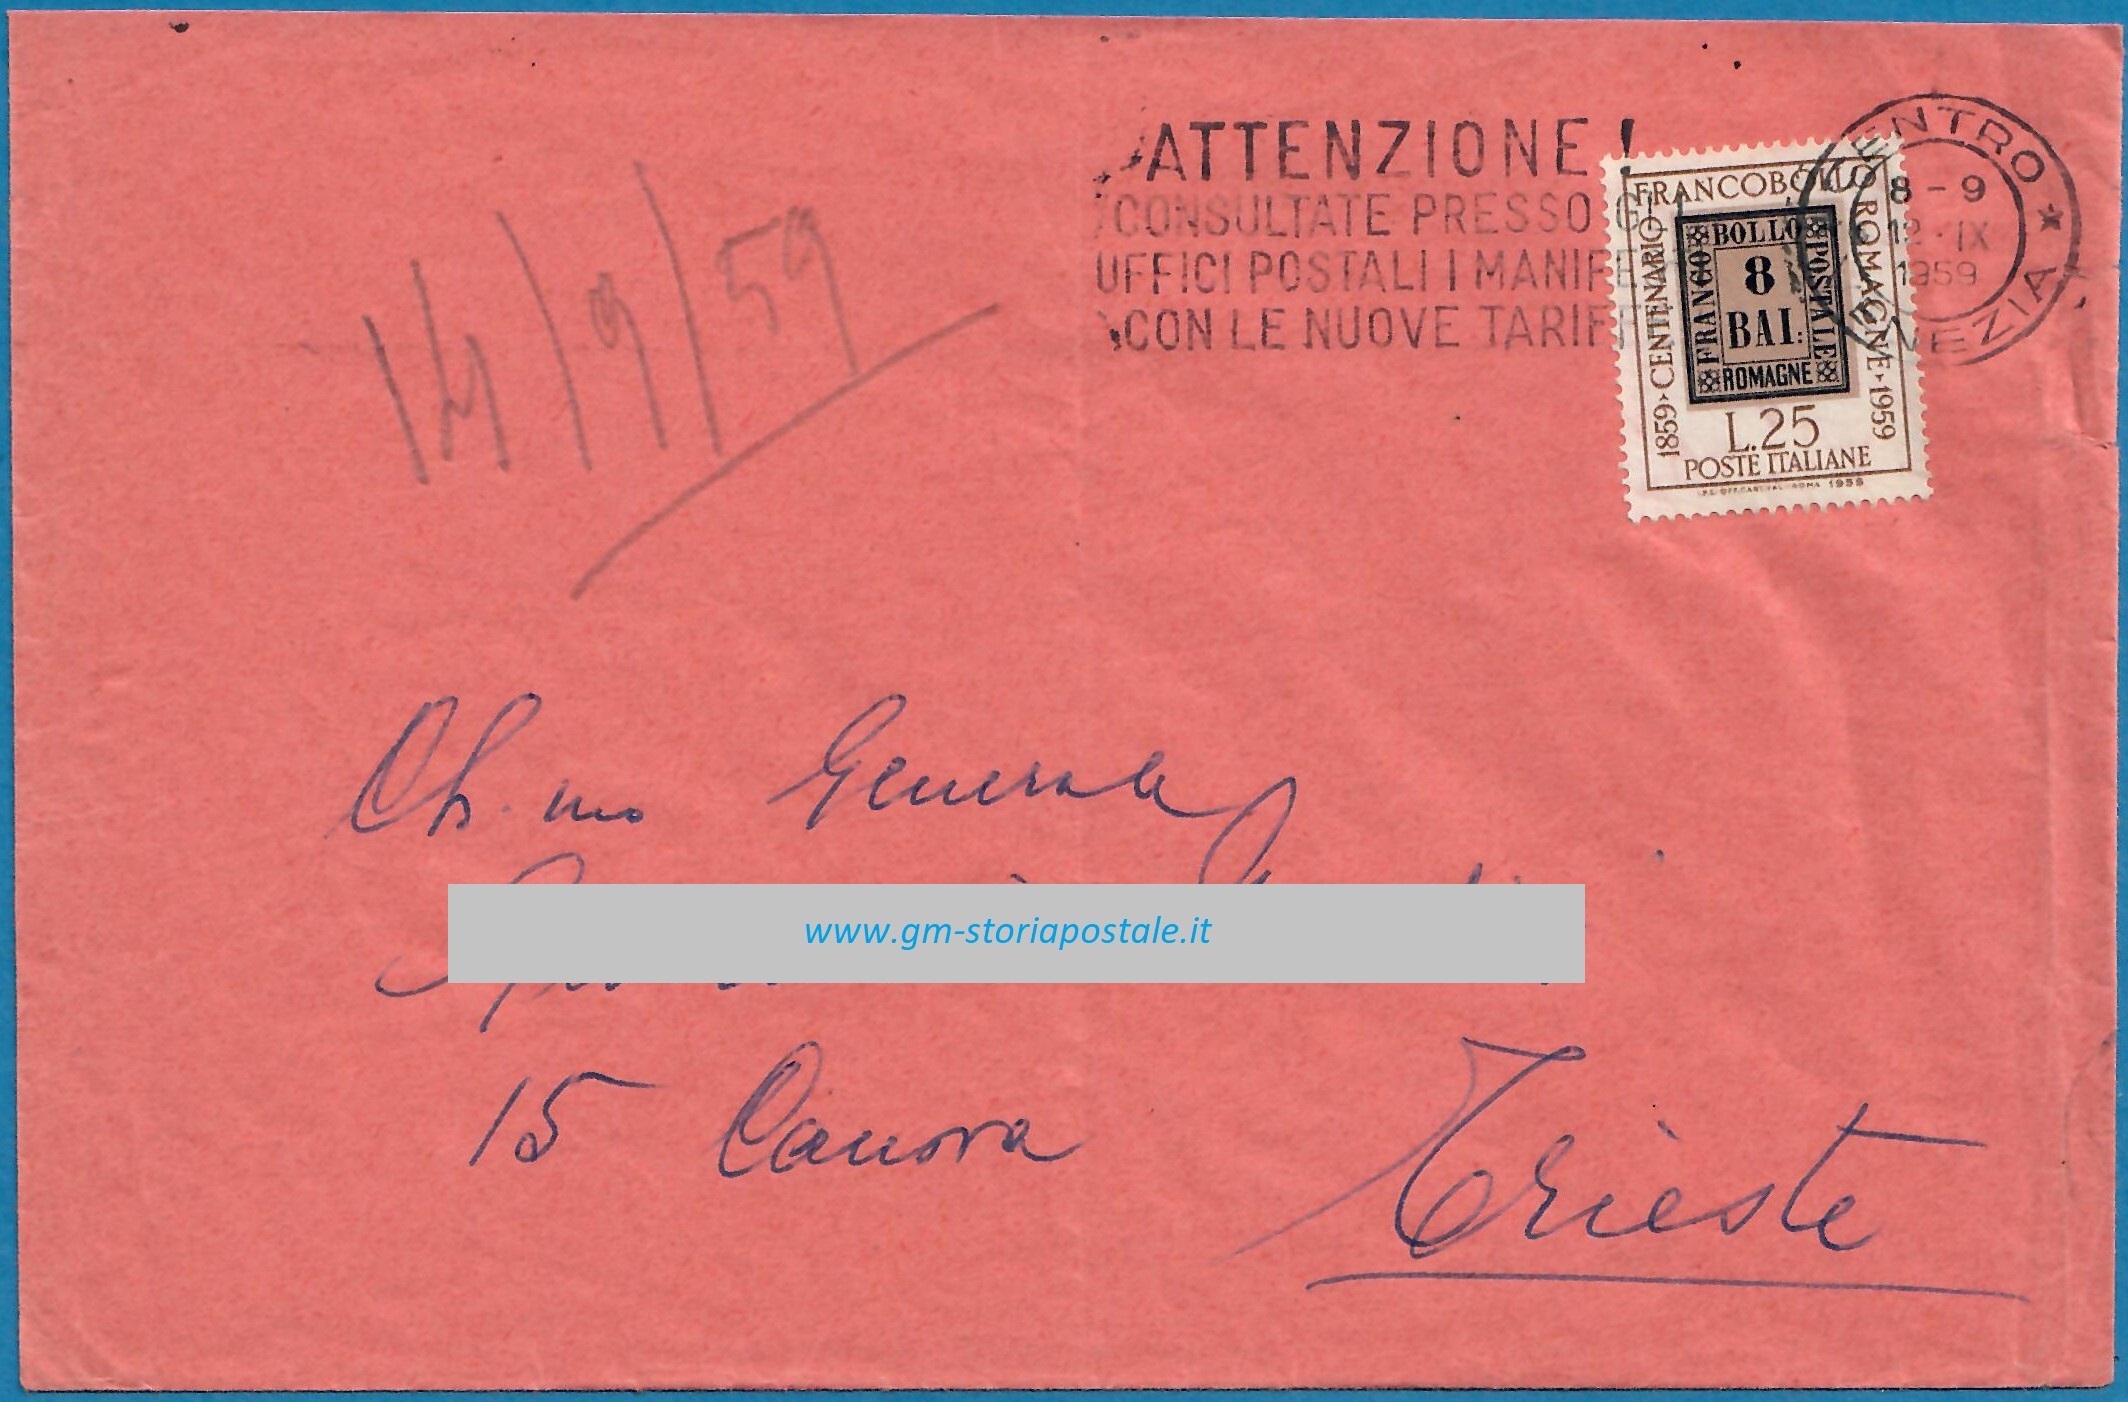 ATTENZIONE!
CONSULTATE PRESSO GLI
UFFICI POSTALI I MANIFE
CON LE NUOVE TARIFF
CENTRO *
VENEZIA
8-9
12·IX
1959
1859·CENTENARIO FRANCOBOLLO ROMAGNE·1959
FRANCO BOLLO POSTALE
8
BAI:
ROMAGNE
L.25
POSTE ITALIANE
14/9/59
Ch.mo Generale
www.gm-storiapostale.it
15 Canova
Trieste